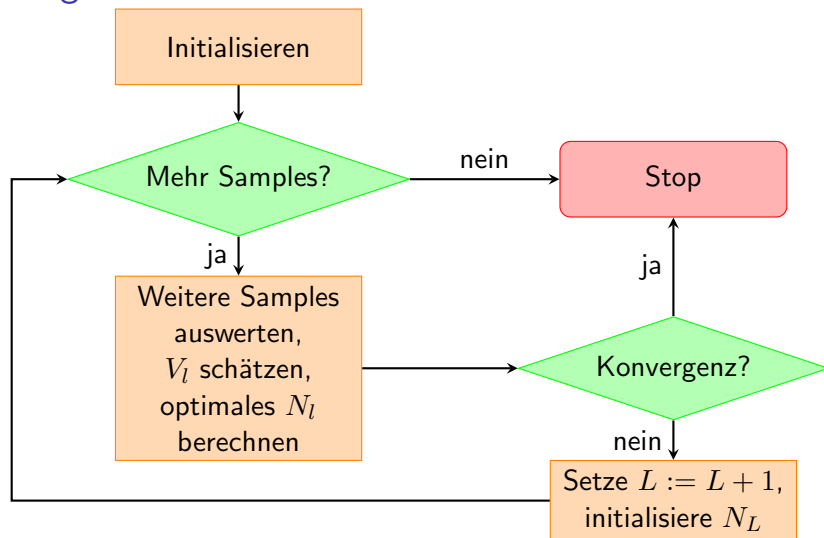 Initialisieren
Mehr Samples?
nein
Stop
ja
Weitere Samples
auswerten,
V_l schätzen,
optimales N_l
berechnen
ja
Konvergenz?
nein
Setze L := L + 1,
initialisiere N_L